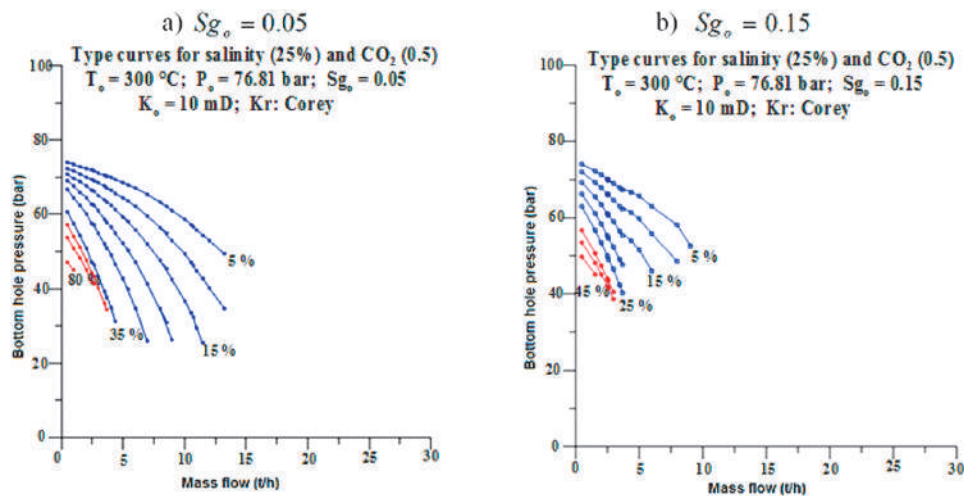 a) Sgₒ = 0.05
Type curves for salinity (25%) and CO₂ (0.5)
Tₒ = 300 °C; Pₒ = 76.81 bar; Sgₒ = 0.05
Kₒ = 10 mD; Kr: Corey
Bottom hole pressure (bar)
100
80
60
40
20
0
80 %
35 %
15 %
5 %
0 5 10 15 20 25 30
Mass flow (t/h)
b) Sgₒ = 0.15
Type curves for salinity (25%) and CO₂ (0.5)
Tₒ = 300 °C; Pₒ = 76.81 bar; Sgₒ = 0.15
Kₒ = 10 mD; Kr: Corey
Bottom hole pressure (bar)
100
80
60
40
20
0
45 %
25 %
15 %
5 %
0 5 10 15 20 25 30
Mass flow (t/h)